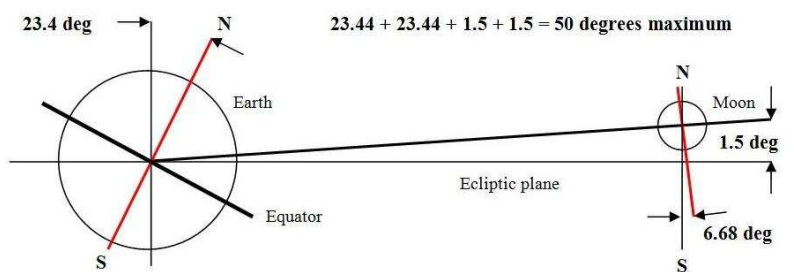 23.4 deg
N
23.44 + 23.44 + 1.5 + 1.5 = 50 degrees maximum
N
Earth
Moon
1.5 deg
Ecliptic plane
Equator
6.68 deg
S
S